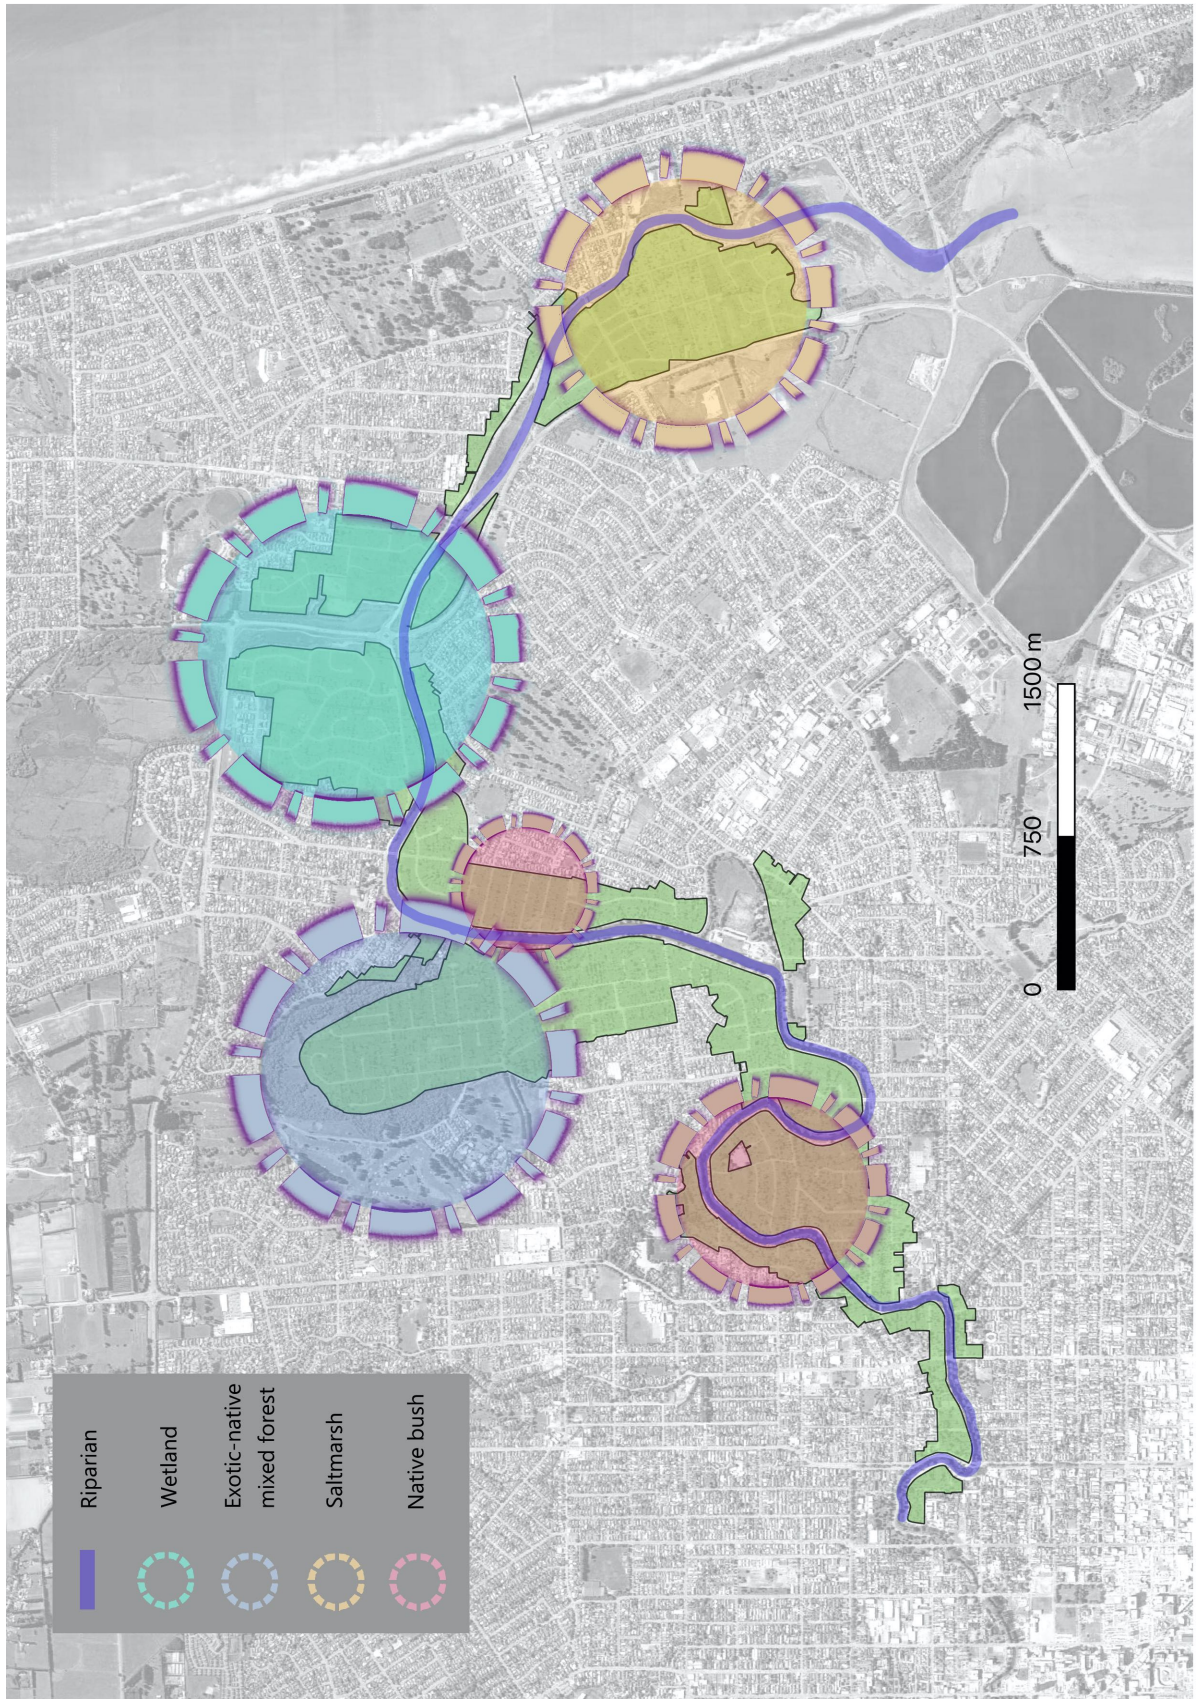 Riparian
Wetland
Exotic-native
mixed forest
Saltmarsh
Native bush
0
750
1500 m